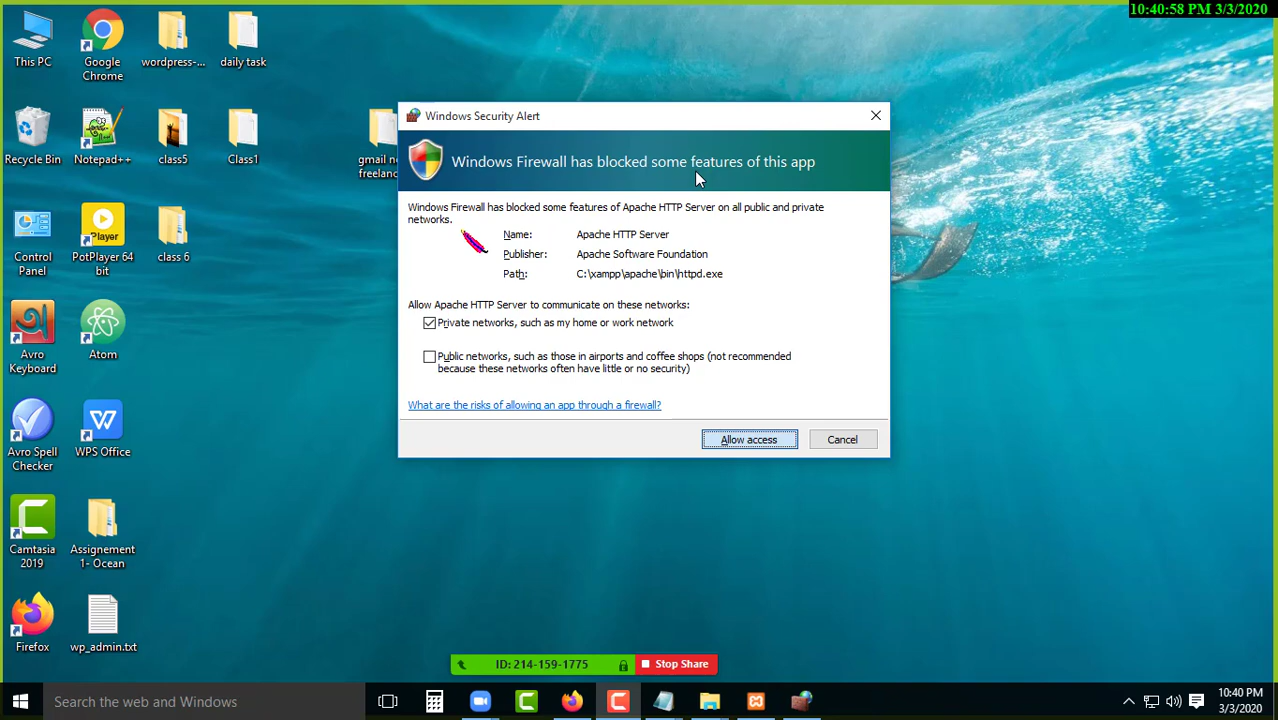 10:40:58 PM 3/3/2020
This PC
Google
Chrome
wordpress-...
daily task
Recycle Bin
Notepad++
class5
Class1
gmail ne
freelanc
Control
Panel
Player
PotPlayer 64
bit
class 6
Avro
Keyboard
Atom
Avro Spell
Checker
WPS Office
Camtasia
2019
Assignement
1- Ocean
Firefox
wp_admin.txt
Windows Security Alert
Windows Firewall has blocked some features of this app
Windows Firewall has blocked some features of Apache HTTP Server on all public and private
networks.
Name: Apache HTTP Server
Publisher: Apache Software Foundation
Path: C:\xampp\apache\bin\httpd.exe
Allow Apache HTTP Server to communicate on these networks:
Private networks, such as my home or work network
Public networks, such as those in airports and coffee shops (not recommended
because these networks often have little or no security)
What are the risks of allowing an app through a firewall?
Allow access
Cancel
ID: 214-159-1775
Stop Share
Search the web and Windows
10:40 PM
3/3/2020